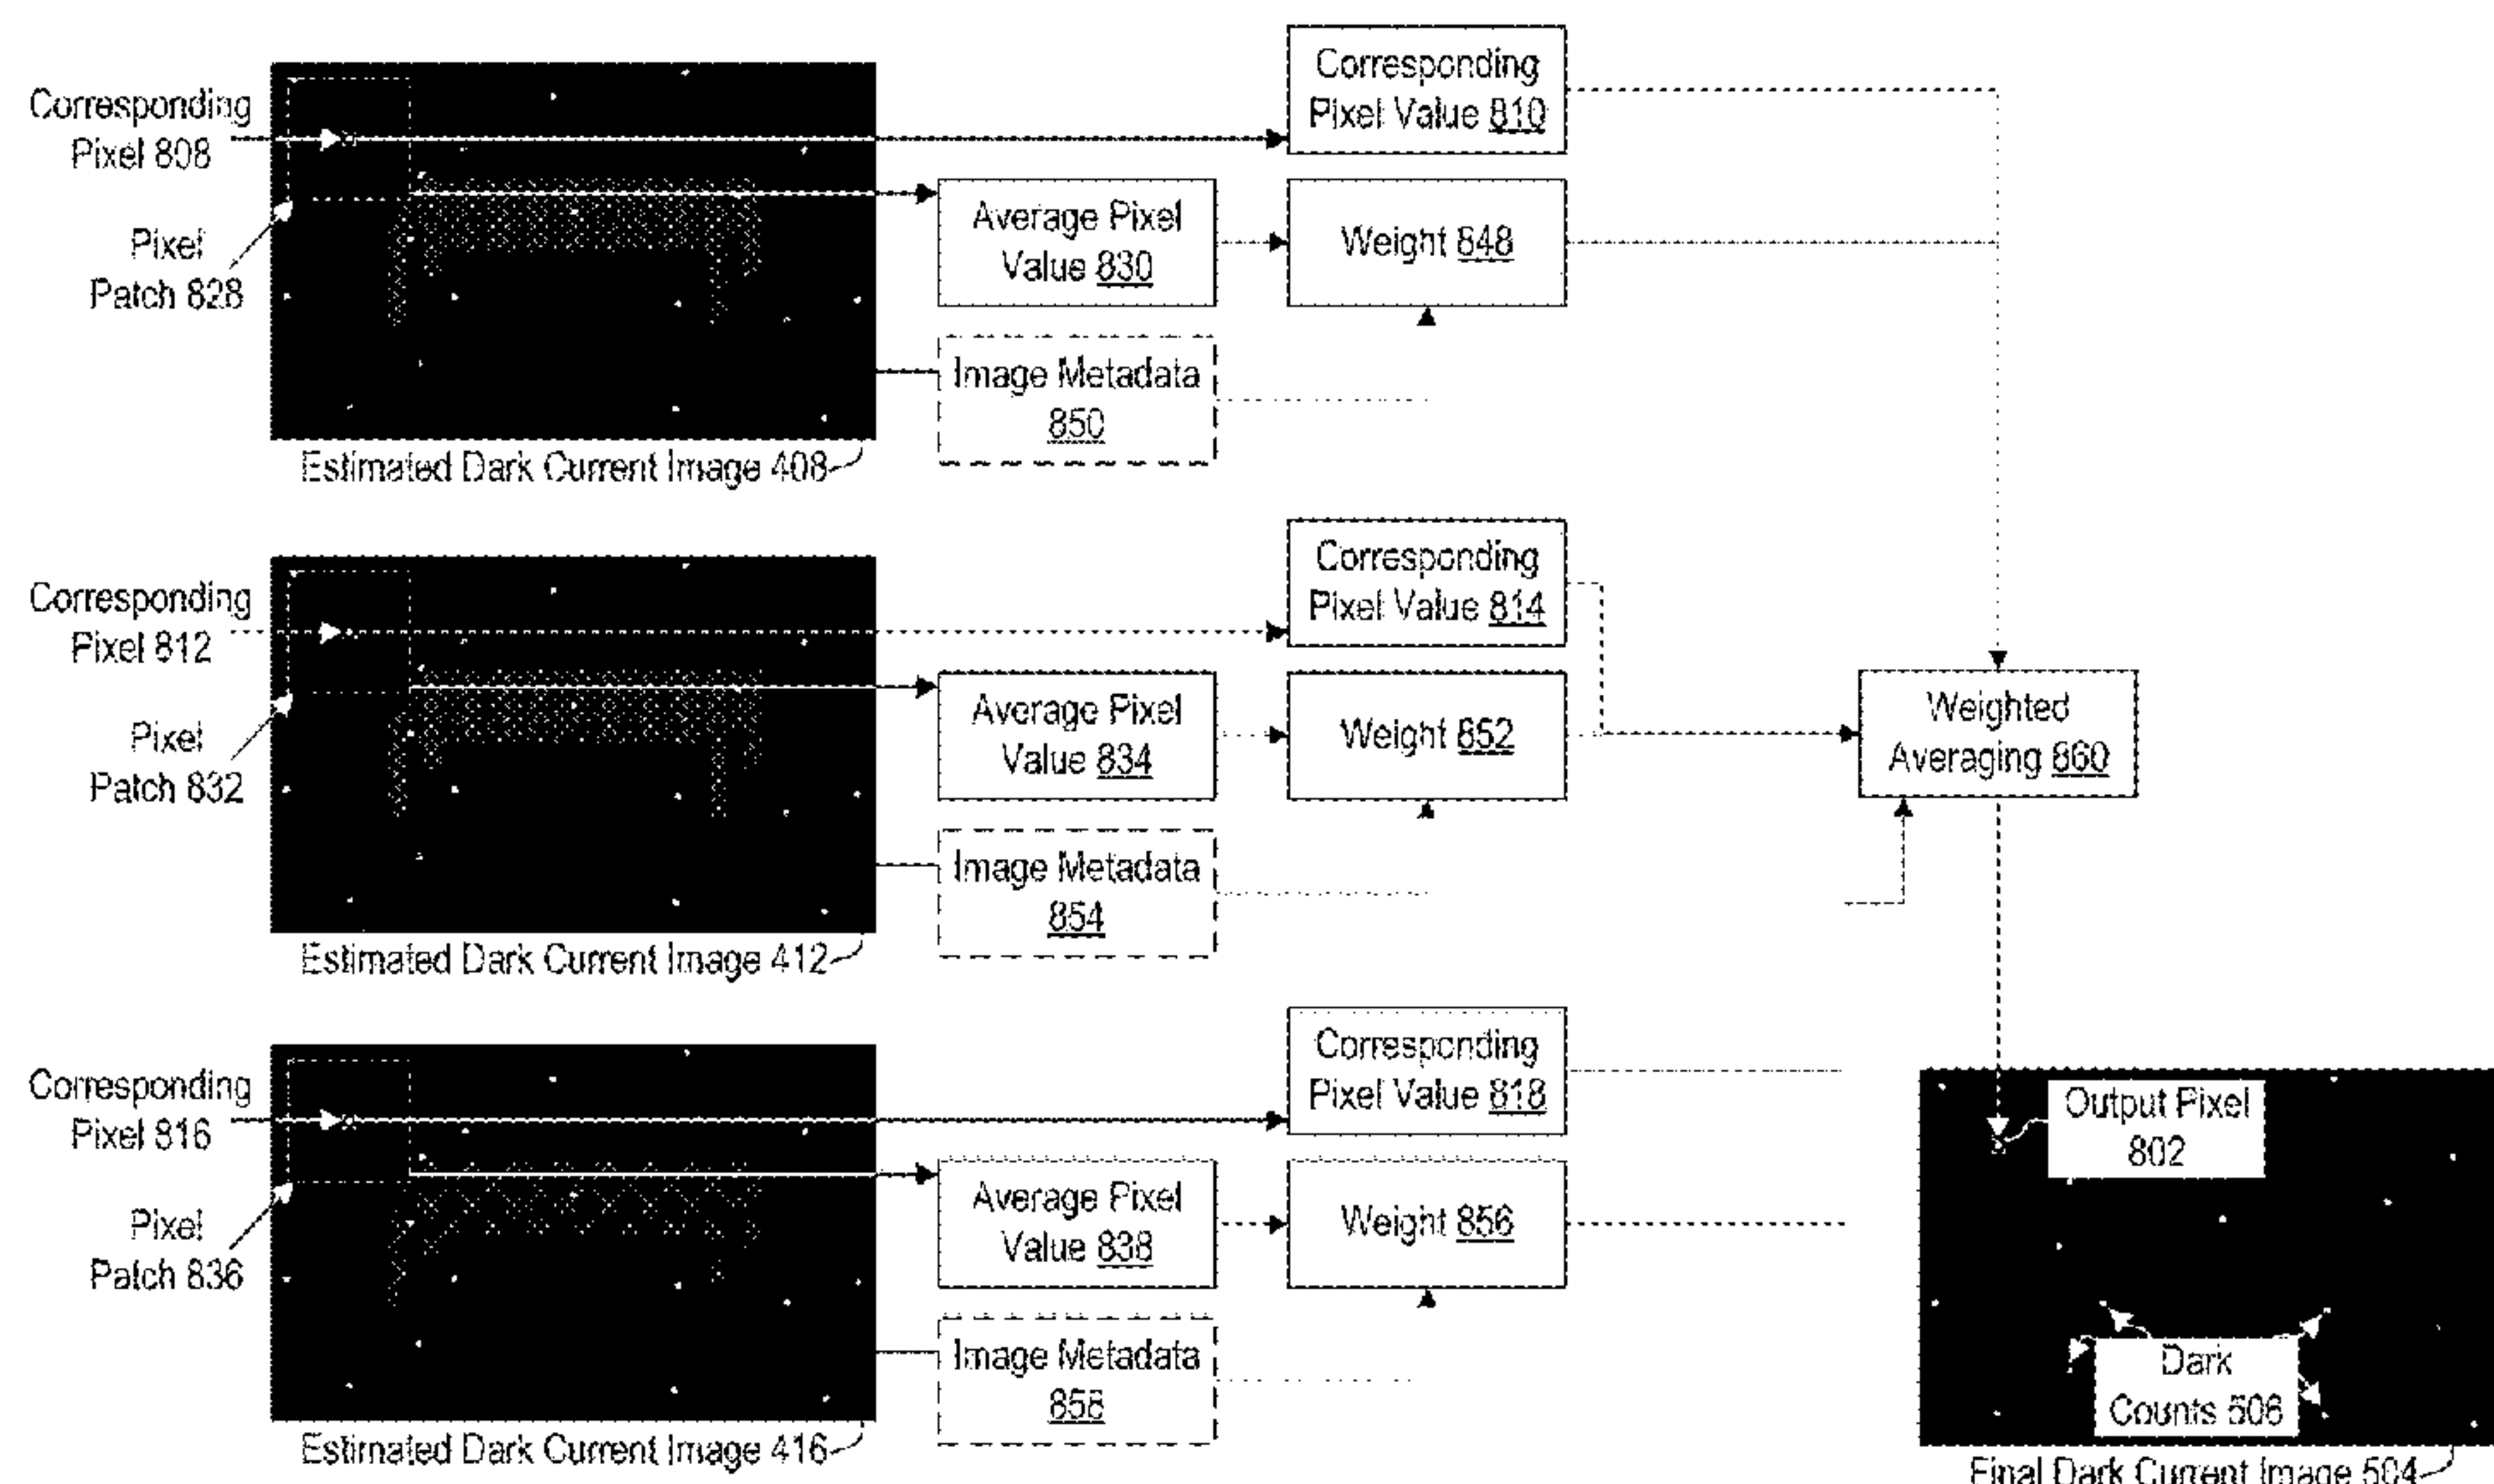 Corresponding
Pixel 808
Pixel
Patch 828
Estimated Dark Current Image 408
Corresponding
Pixel Value 810
Average Pixel
Value 830
Weight 848
Image Metadata
850
Corresponding
Pixel 812
Pixel
Patch 832
Estimated Dark Current Image 412
Corresponding
Pixel Value 814
Average Pixel
Value 834
Weight 852
Image Metadata
854
Weighted
Averaging 860
Corresponding
Pixel 816
Pixel
Patch 836
Estimated Dark Current Image 416
Corresponding
Pixel Value 818
Average Pixel
Value 838
Weight 856
Image Metadata
858
Output Pixel
802
Dark
Counts 506
Final Dark Current Image 504